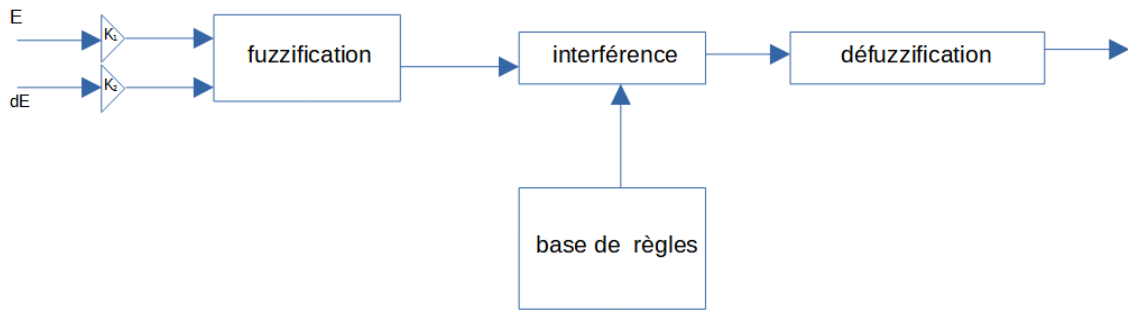 E
K₁
fuzzification
interférence
défuzzification
K₂
dE
base de règles